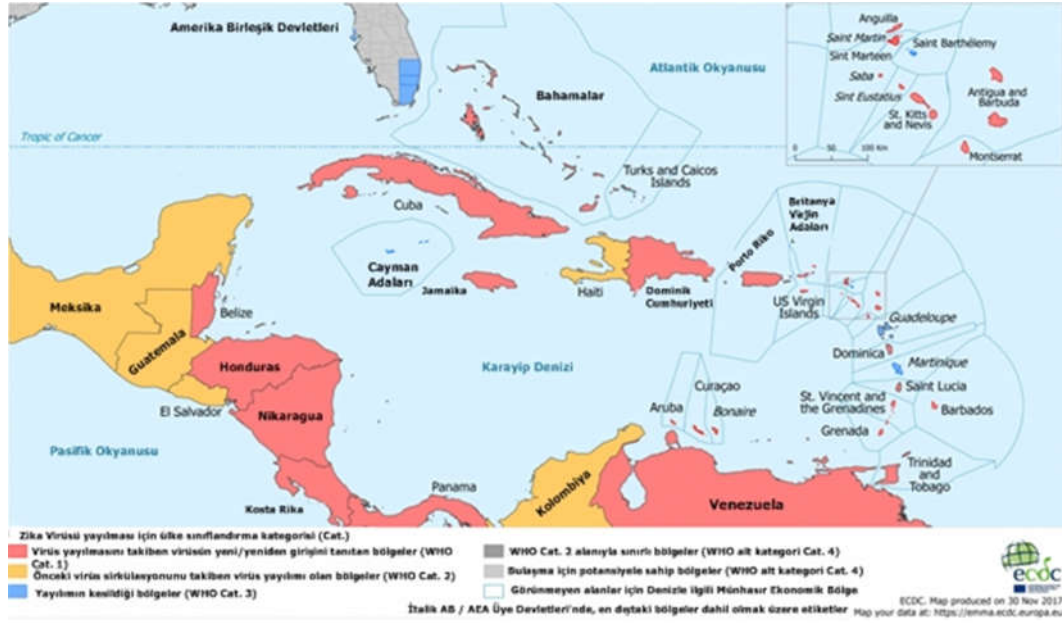 Amerika Birleşik Devletleri
Atlantik Okyanusu
Bahamalar
Tropic of Cancer
Turks and Caicos
Islands
Cuba
Cayman
Adaları
Jamaika
Haiti
Dominik
Cumhuriyeti
Porto Riko
Britanya
Virjin
Adaları
US Virgin
Islands
Anguilla
Saint Martin
Saint Barthélemy
Sint Marteen
Saba
Sint Eustatius
St. Kitts
and Nevis
Antigua and
Barbuda
Montserrat
0 50 100 Km
Meksika
Belize
Guatemala
Honduras
El Salvador
Nikaragua
Karayip Denizi
Pasifik Okyanusu
Kosta Rika
Panama
Kolombiya
Venezuela
Aruba
Curaçao
Bonaire
Guadeloupe
Dominica
Martinique
Saint Lucia
St. Vincent and
the Grenadines
Barbados
Grenada
Trinidad
and
Tobago
Zika Virüsü yayılması için ülke sınıflandırma kategorisi (Cat.)
Virüs yayılmasını takiben virüsün yeni/yeniden girişini tanıtan bölgeler (WHO
Cat. 1)
Önceki virüs sirkülasyonunu takiben virüs yayılımı olan bölgeler (WHO Cat. 2)
Yayılımın kesildiği bölgeler (WHO Cat. 3)
WHO Cat. 2 alanıyla sınırlı bölgeler (WHO alt kategori Cat. 4)
Bulaşma için potansiyele sahip bölgeler (WHO alt kategori Cat. 4)
Görünmeyen alanlar için Denizle ilgili Münhasır Ekonomik Bölge
İtalik AB / AEA Üye Devletleri'nde, en dıştaki bölgeler dahil olmak üzere etiketler
ecdc
ECDC. Map produced on 30 Nov 2017
Map your data at: https://emma.ecdc.europa.eu